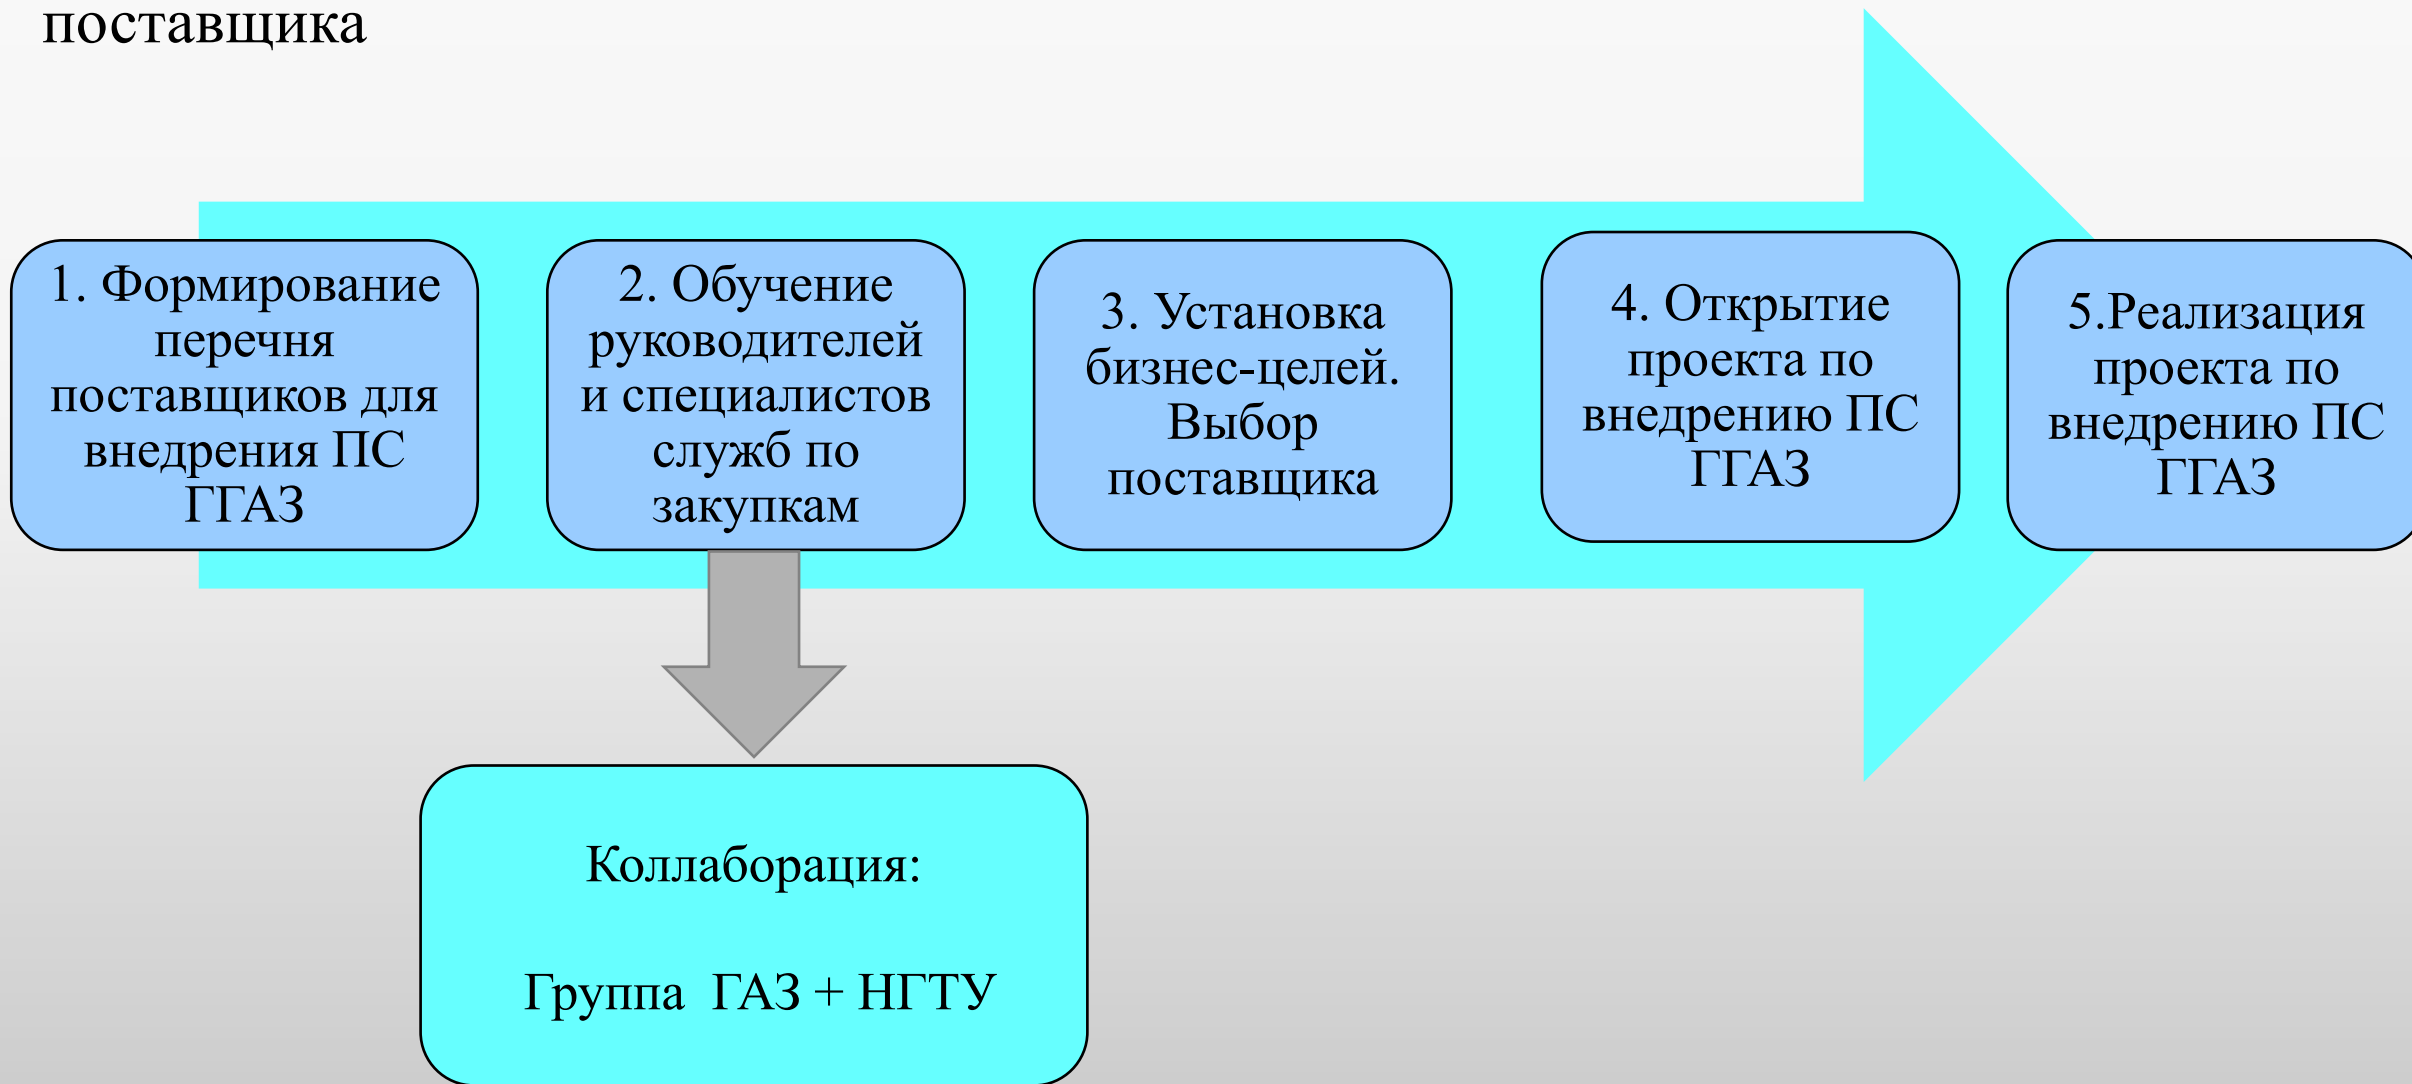 поставщика
1. Формирование
перечня
поставщиков для
внедрения ПС
ГГАЗ
2. Обучение
руководителей
и специалистов
служб по
закупкам
3. Установка
бизнес-целей.
Выбор
поставщика
4. Открытие
проекта по
внедрению ПС
ГГАЗ
5.Реализация
проекта по
внедрению ПС
ГГАЗ
Коллаборация:
Группа  ГАЗ + НГТУ